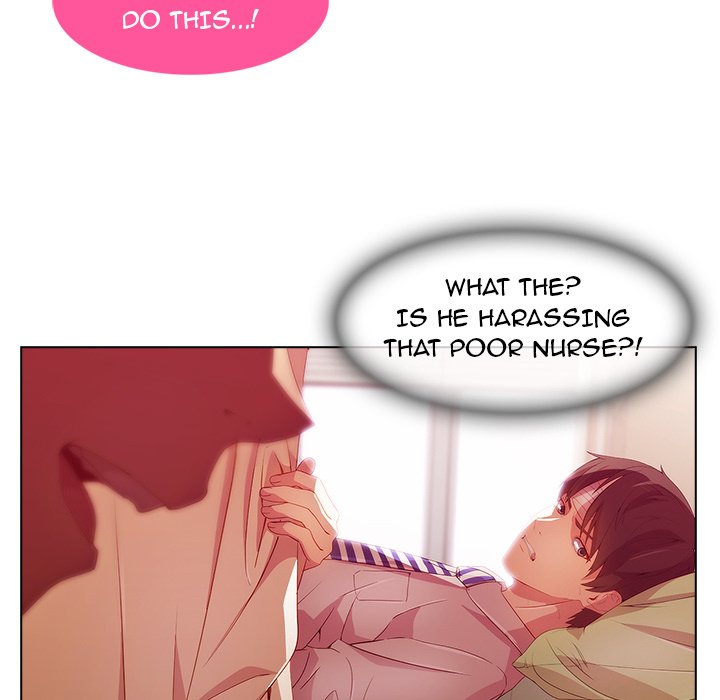 DO THIS...!
WHAT THE?
IS HE HARASSING
THAT POOR NURSE?!